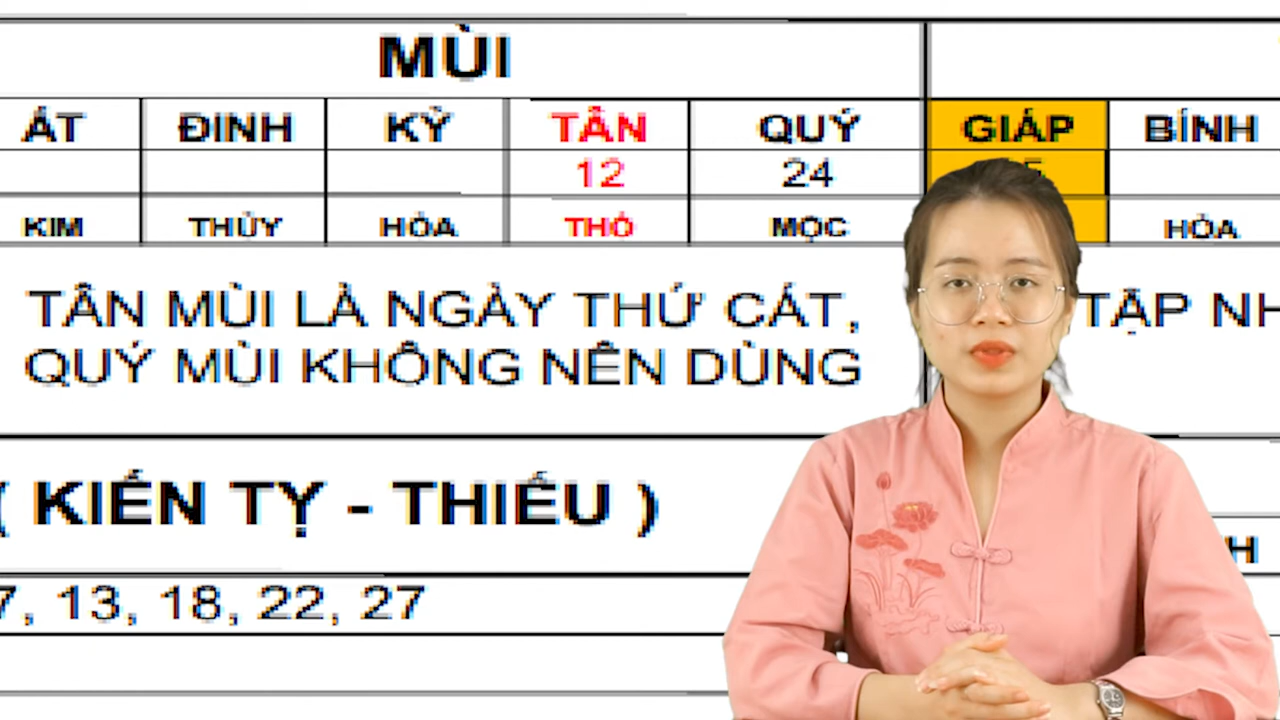 MÙI
ẤT ĐINH KỶ TÂN QUÝ GIÁP BÍNH
12 24
KIM THỦY HỎA THỔ MỘC HỎA
TÂN MÙI LÀ NGÀY THỨ CÁT,
QUÝ MÙI KHÔNG NÊN DÙNG
TẬP NH
( KIẾN TỴ - THIẾU )
H
7, 13, 18, 22, 27